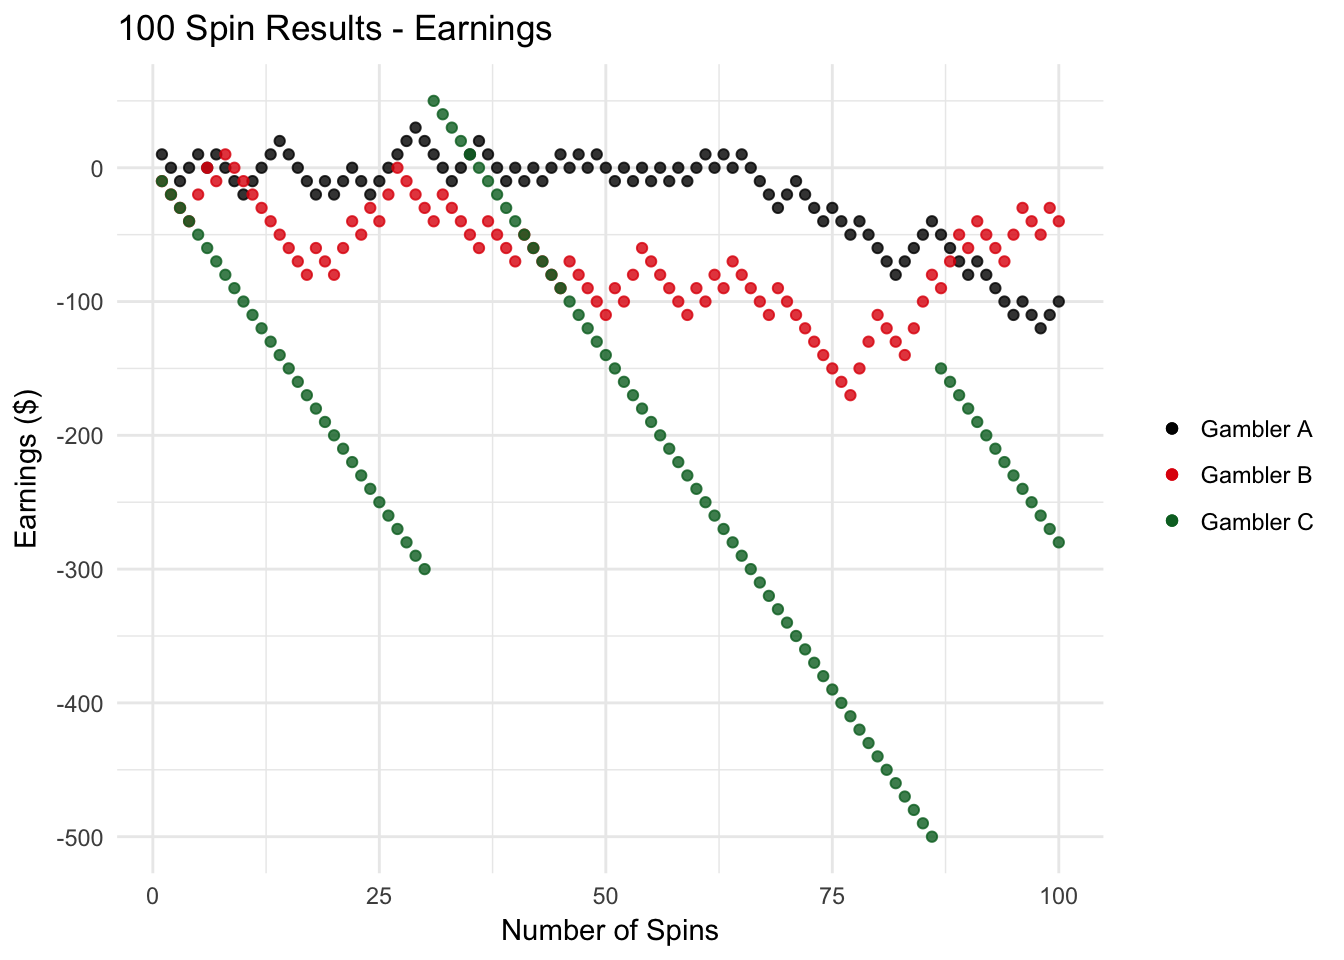 100 Spin Results - Earnings
0
-100
-200
-300
-400
-500
Earnings ($)
0 25 50 75 100
Number of Spins
Gambler A
Gambler B
Gambler C